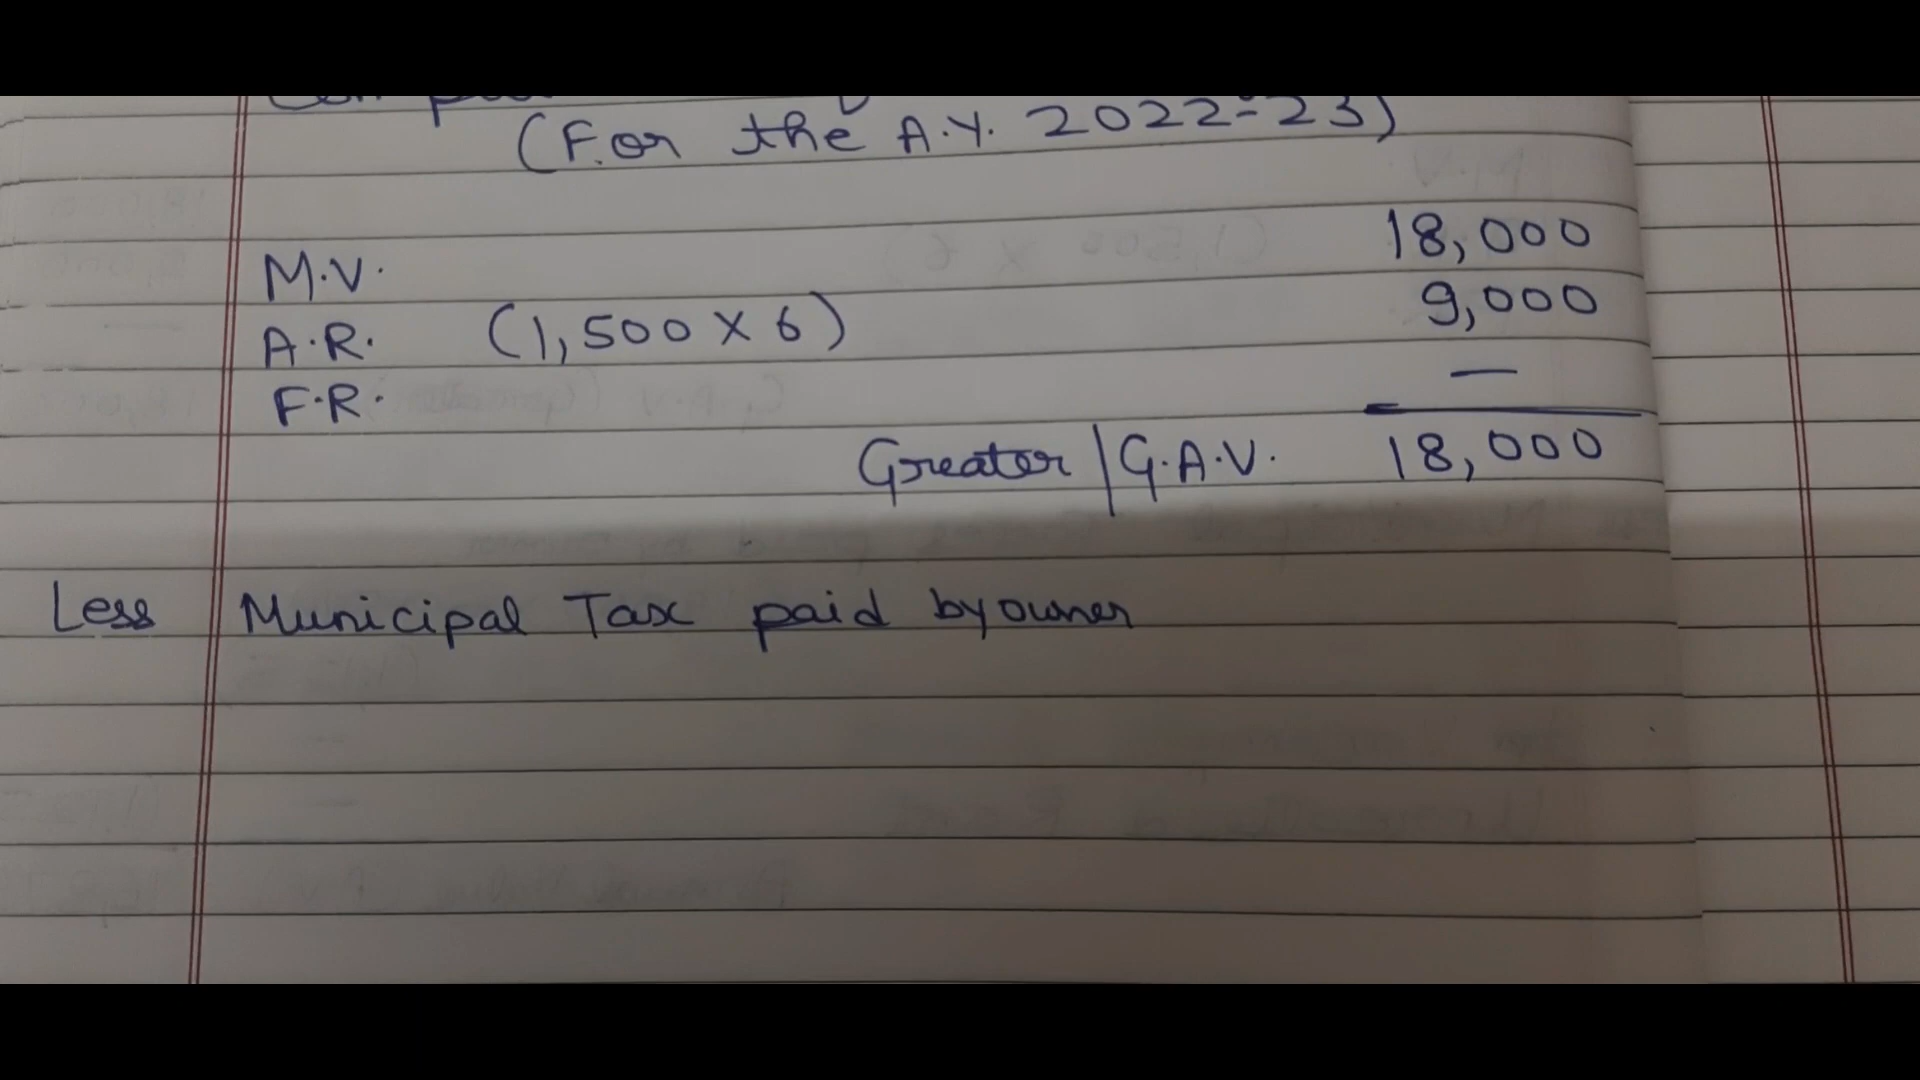 (For the A.Y. 2022-23)
M.V. 18,000
A.R. (1,500 x 6) 9,000
F.R. —
Greater | G.A.V. 18,000
Less Municipal Tax paid by owner